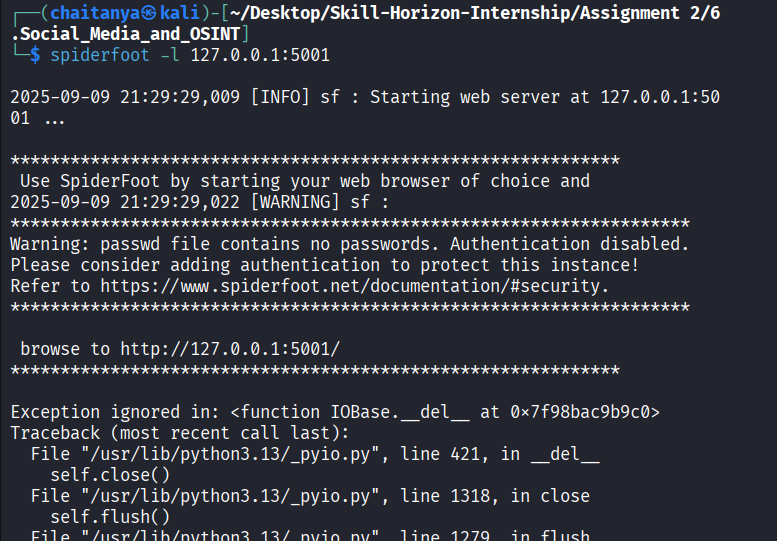 ┌──(chaitanya㉿kali)-[~/Desktop/Skill-Horizon-Internship/Assignment 2/6
.Social_Media_and_OSINT]
└─$ spiderfoot -l 127.0.0.1:5001
2025-09-09 21:29:29,009 [INFO] sf : Starting web server at 127.0.0.1:50
01 ...
*************************************************************
Use SpiderFoot by starting your web browser of choice and
2025-09-09 21:29:29,022 [WARNING] sf :
********************************************************************
Warning: passwd file contains no passwords. Authentication disabled.
Please consider adding authentication to protect this instance!
Refer to https://www.spiderfoot.net/documentation/#security.
********************************************************************
browse to http://127.0.0.1:5001/
*************************************************************
Exception ignored in: <function IOBase.__del__ at 0x7f98bac9b9c0>
Traceback (most recent call last):
File "/usr/lib/python3.13/_pyio.py", line 421, in __del__
self.close()
File "/usr/lib/python3.13/_pyio.py", line 1318, in close
self.flush()
File "/usr/lib/python3.13/_pyio.py", line 1279, in flush